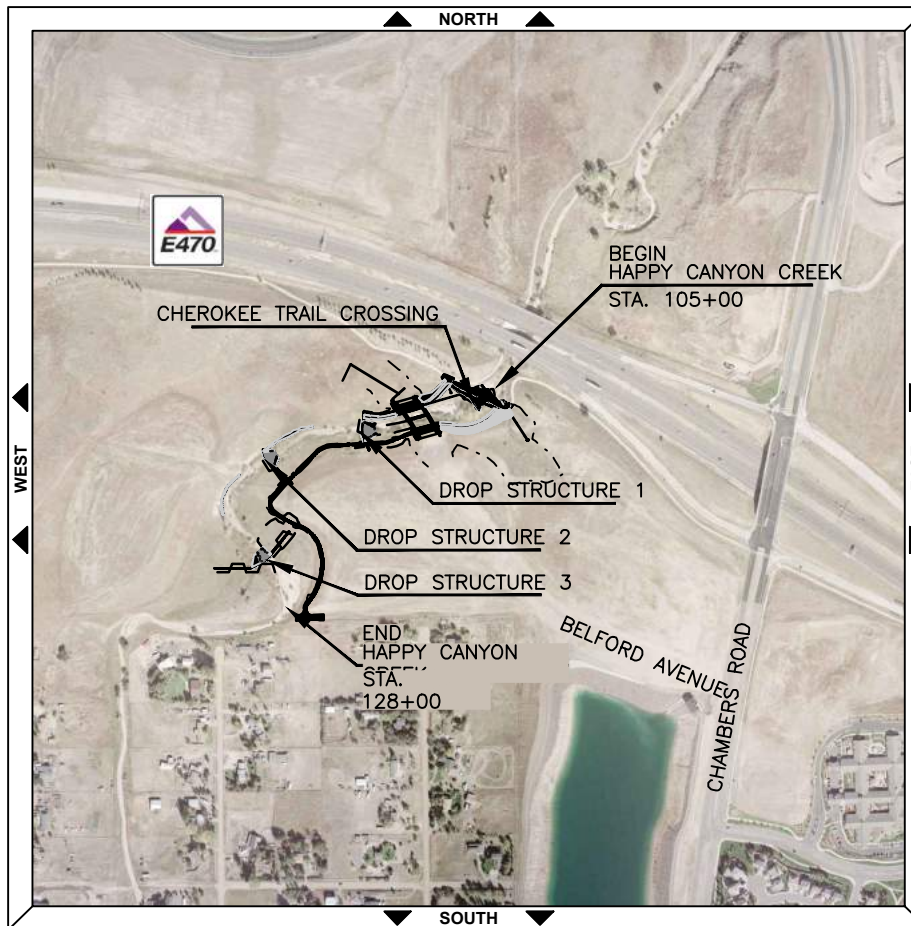 NORTH
E470
BEGIN
HAPPY CANYON CREEK
STA. 105+00
CHEROKEE TRAIL CROSSING
WEST
DROP STRUCTURE 1
DROP STRUCTURE 2
DROP STRUCTURE 3
END
HAPPY CANYON
CREEK
STA.
128+00
BELFORD AVENUE
CHAMBERS ROAD
SOUTH